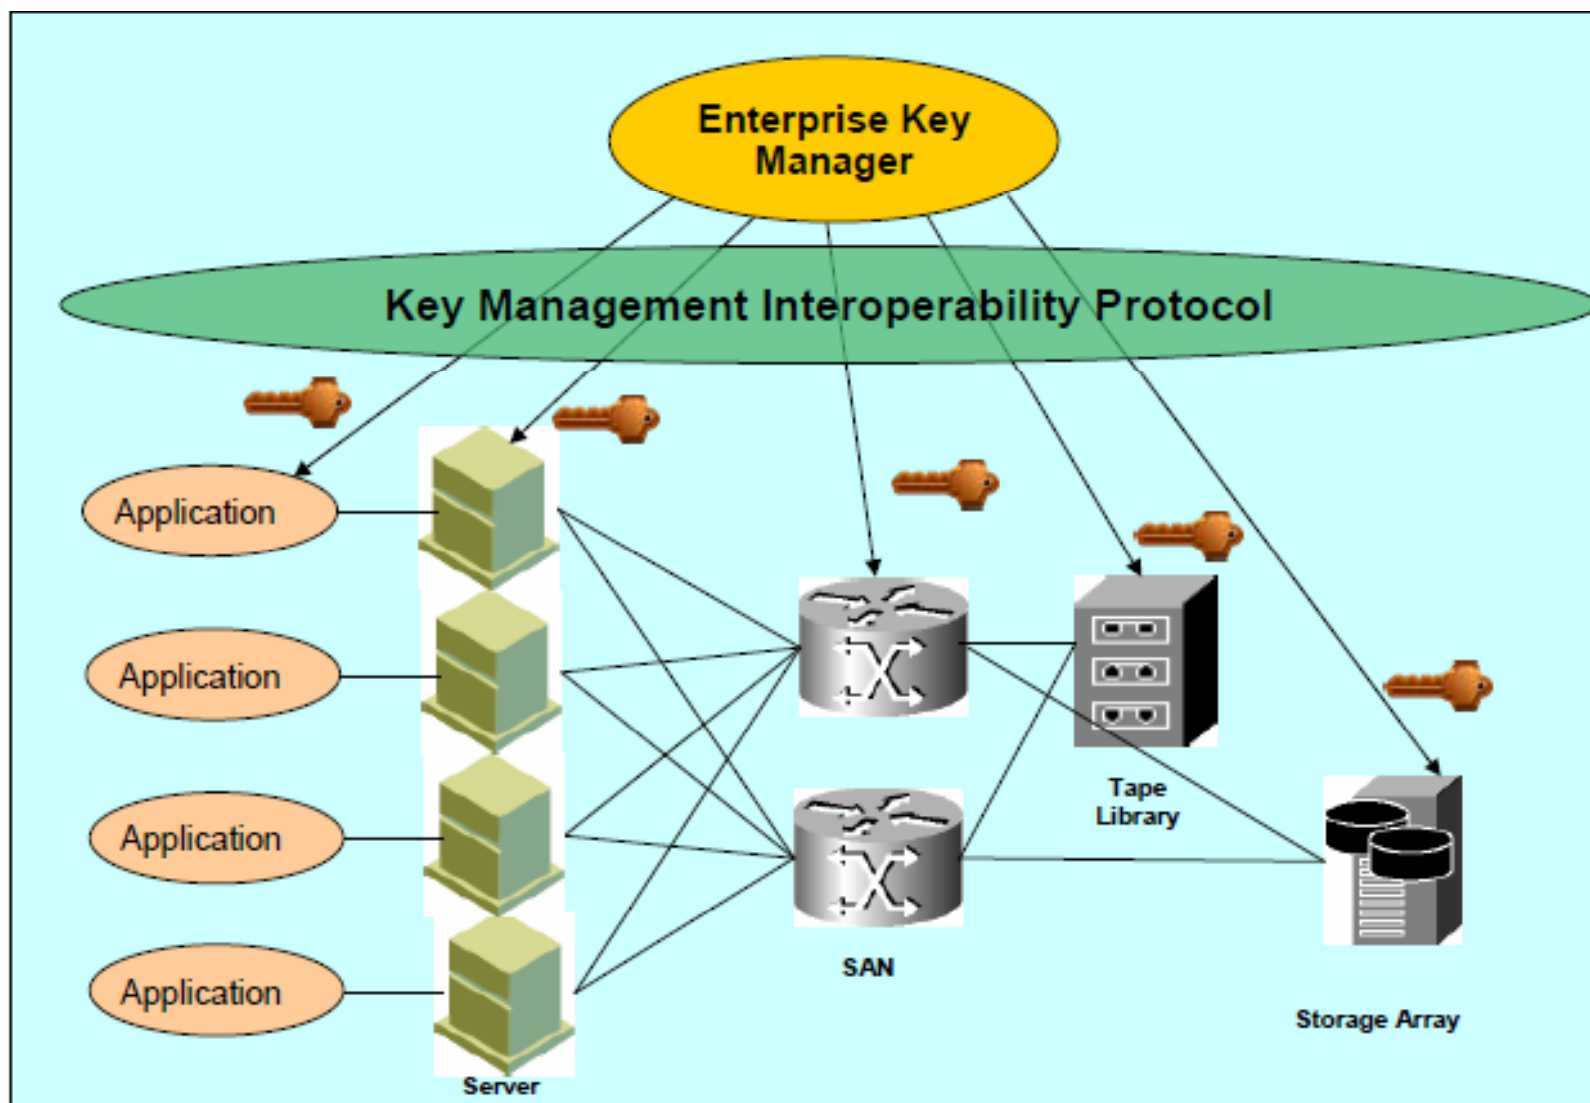 Enterprise Key
Manager
Key Management Interoperability Protocol
Application
Application
Application
Application
Server
SAN
Tape
Library
Storage Array